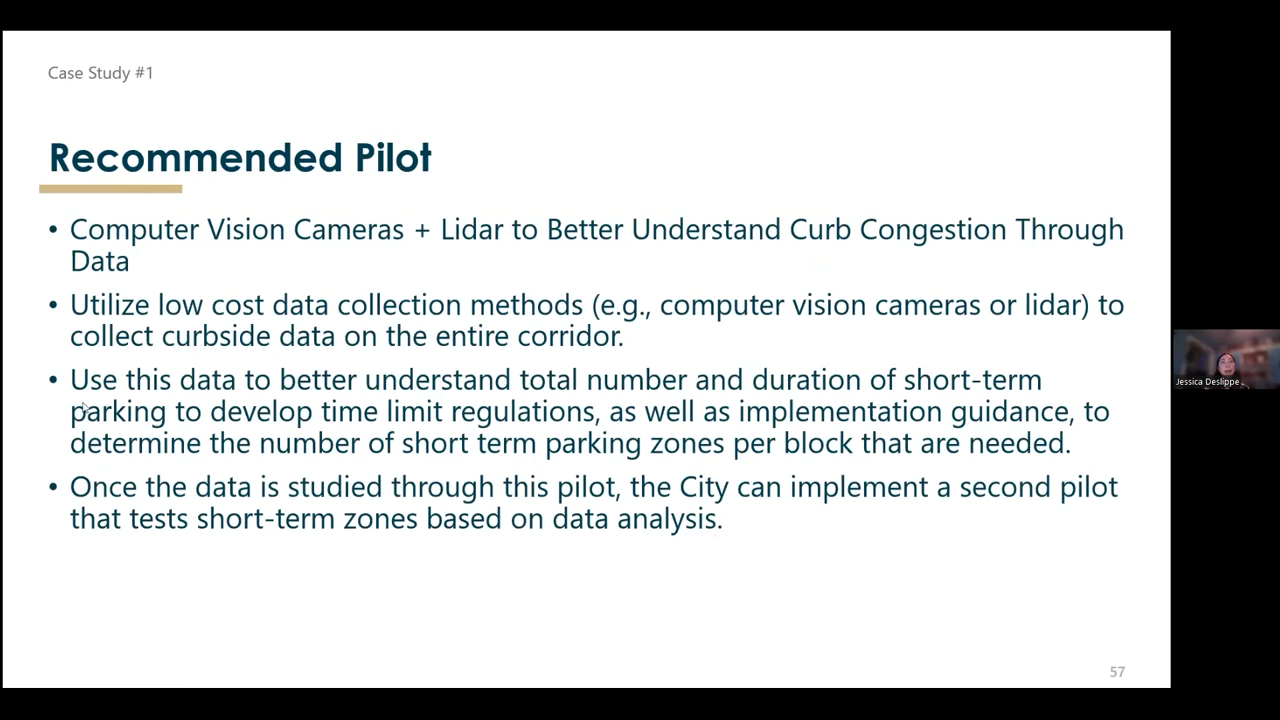 Case Study #1
Recommended Pilot
• Computer Vision Cameras + Lidar to Better Understand Curb Congestion Through
Data
• Utilize low cost data collection methods (e.g., computer vision cameras or lidar) to
collect curbside data on the entire corridor.
• Use this data to better understand total number and duration of short-term
parking to develop time limit regulations, as well as implementation guidance, to
determine the number of short term parking zones per block that are needed.
• Once the data is studied through this pilot, the City can implement a second pilot
that tests short-term zones based on data analysis.
57
Jessica Deslippe